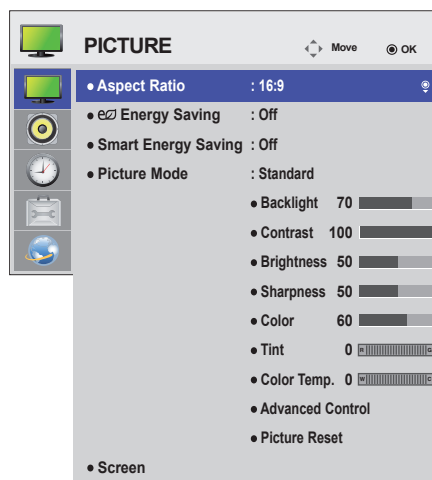 PICTURE Move OK
• Aspect Ratio : 16:9
• e Energy Saving : Off
• Smart Energy Saving : Off
• Picture Mode : Standard
• Backlight 70
• Contrast 100
• Brightness 50
• Sharpness 50
• Color 60
• Tint 0 R G
• Color Temp. 0 W C
• Advanced Control
• Picture Reset
• Screen